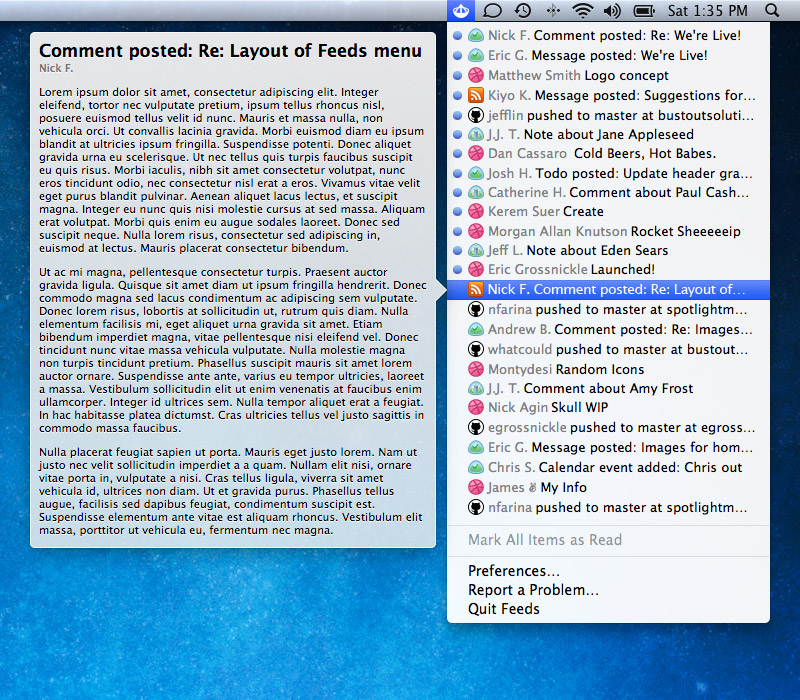 Sat 1:35 PM
Comment posted: Re: Layout of Feeds menu
Nick F.
Lorem ipsum dolor sit amet, consectetur adipiscing elit. Integer
eleifend, tortor nec vulputate pretium, ipsum tellus rhoncus nisl,
posuere euismod tellus velit id nunc. Mauris et massa nulla, non
vehicula orci. Ut convallis lacinia gravida. Morbi euismod diam eu ipsum
blandit at ultricies ipsum fringilla. Suspendisse potenti. Donec aliquet
gravida urna eu scelerisque. Ut nec tellus quis turpis faucibus suscipit
eu quis risus. Morbi iaculis, nibh sit amet consectetur volutpat, nunc
eros tincidunt odio, nec consectetur nisl erat a eros. Vivamus vitae velit
eget purus blandit pulvinar. Aenean aliquet lacus lectus, et suscipit
magna. Integer eu nunc quis nisi molestie cursus at sed massa. Aliquam
erat volutpat. Morbi quis enim eu augue sodales laoreet. Donec sed
suscipit neque. Nulla lorem risus, consectetur sed adipiscing in,
euismod at lectus. Mauris placerat consectetur bibendum.
Ut ac mi magna, pellentesque consectetur turpis. Praesent auctor
gravida ligula. Quisque sit amet diam ut ipsum fringilla hendrerit. Donec
commodo magna sed lacus condimentum ac adipiscing sem vulputate.
Donec lorem risus, lobortis at sollicitudin ut, rutrum quis diam. Nulla
elementum facilisis mi, eget aliquet urna gravida sit amet. Etiam
bibendum imperdiet magna, vitae pellentesque nisi eleifend vel. Donec
tincidunt nunc vitae massa vehicula vulputate. Nulla molestie magna
non turpis tincidunt pretium. Phasellus suscipit mauris sit amet lorem
auctor ornare. Suspendisse ante ante, varius eu tempor ultricies, laoreet
a massa. Vestibulum sollicitudin elit ut enim venenatis at faucibus enim
ullamcorper. Integer id ultrices sem. Nulla tempor aliquet erat a feugiat.
In hac habitasse platea dictumst. Cras ultricies tellus vel justo sagittis in
commodo massa faucibus.
Nulla placerat feugiat sapien ut porta. Mauris eget justo lorem. Nam ut
justo nec velit sollicitudin imperdiet a a quam. Nullam elit nisi, ornare
vitae porta in, vulputate a nisi. Cras tellus ligula, viverra sit amet
vehicula id, ultrices non diam. Ut et gravida purus. Phasellus tellus
augue, facilisis sed dapibus feugiat, condimentum suscipit est.
Suspendisse elementum ante vitae est aliquam rhoncus. Vestibulum elit
massa, porttitor ut vehicula eu, fermentum nec magna.
Nick F. Comment posted: Re: We're Live!
Eric G. Message posted: We're Live!
Matthew Smith Logo concept
Kiyo K. Message posted: Suggestions for…
jefflin pushed to master at bustoutsoluti…
J.J. T. Note about Jane Appleseed
Dan Cassaro Cold Beers, Hot Babes.
Josh H. Todo posted: Update header gra…
Catherine H. Comment about Paul Cash…
Kerem Suer Create
Morgan Allan Knutson Rocket Sheeeeeip
Jeff L. Note about Eden Sears
Eric Grossnickle Launched!
Nick F. Comment posted: Re: Layout of…
nfarina pushed to master at spotlightm…
Andrew B. Comment posted: Re: Images…
whatcould pushed to master at bustout…
Montydesi Random Icons
J.J. T. Comment about Amy Frost
Nick Agin Skull WIP
egrossnickle pushed to master at egross…
Eric G. Message posted: Images for hom…
Chris S. Calendar event added: Chris out
James ✌ My Info
nfarina pushed to master at spotlightm…
Mark All Items as Read
Preferences…
Report a Problem…
Quit Feeds